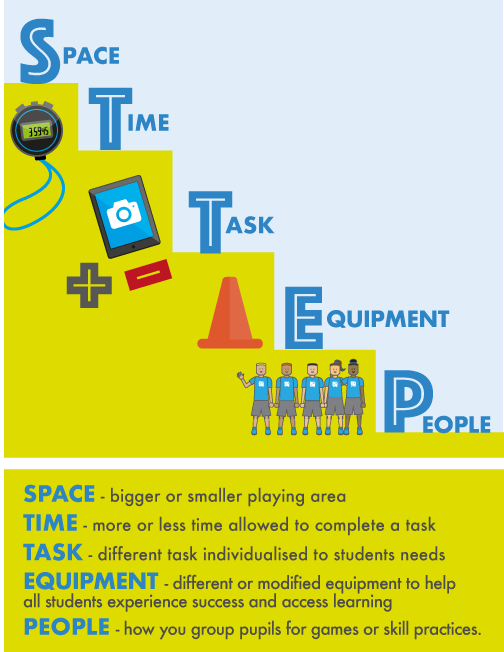 SPACE
TIME
TASK
EQUIPMENT
PEOPLE
SPACE - bigger or smaller playing area
TIME - more or less time allowed to complete a task
TASK - different task individualised to students needs
EQUIPMENT - different or modified equipment to help
all students experience success and access learning
PEOPLE - how you group pupils for games or skill practices.